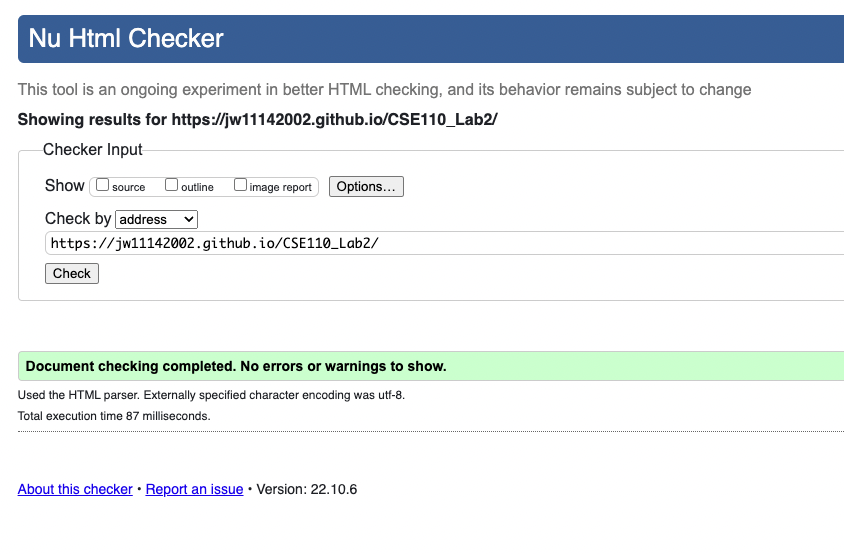 Nu Html Checker
This tool is an ongoing experiment in better HTML checking, and its behavior remains subject to change
Showing results for https://jw11142002.github.io/CSE110_Lab2/
Checker Input
Show source outline image report Options...
Check by address
https://jw11142002.github.io/CSE110_Lab2/
Check
Document checking completed. No errors or warnings to show.
Used the HTML parser. Externally specified character encoding was utf-8.
Total execution time 87 milliseconds.
About this checker • Report an issue • Version: 22.10.6